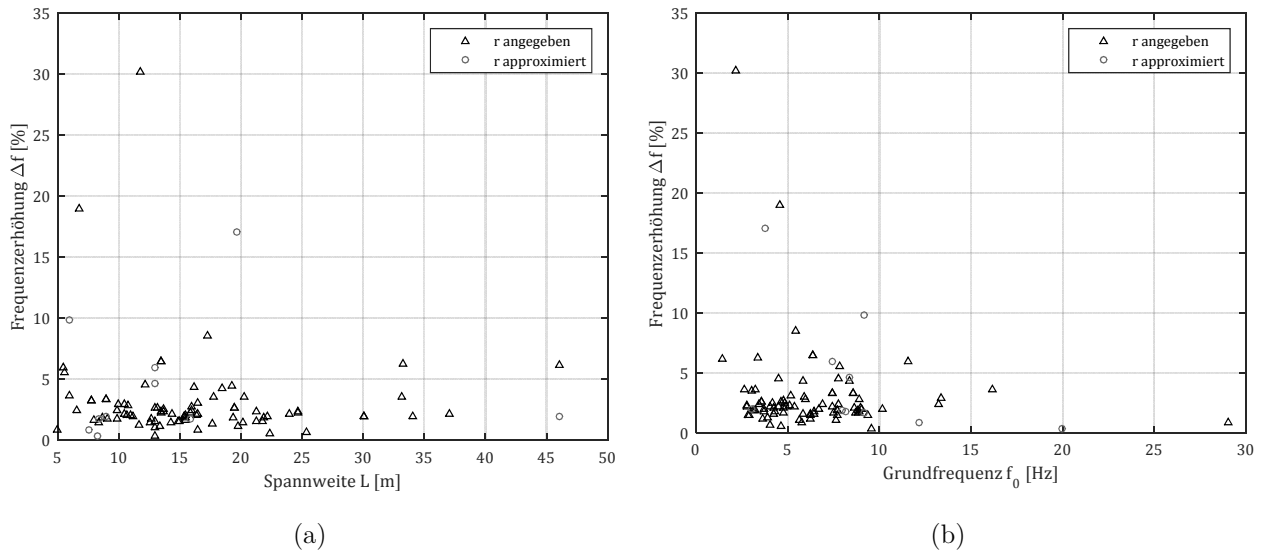 35
30
25
20
15
10
5
0
Frequenzerhöhung Δf [%]
r angegeben
r approximiert
5 10 15 20 25 30 35 40 45 50
Spannweite L [m]
(a)
35
30
25
20
15
10
5
0
Frequenzerhöhung Δf [%]
r angegeben
r approximiert
0 5 10 15 20 25 30
Grundfrequenz f₀ [Hz]
(b)